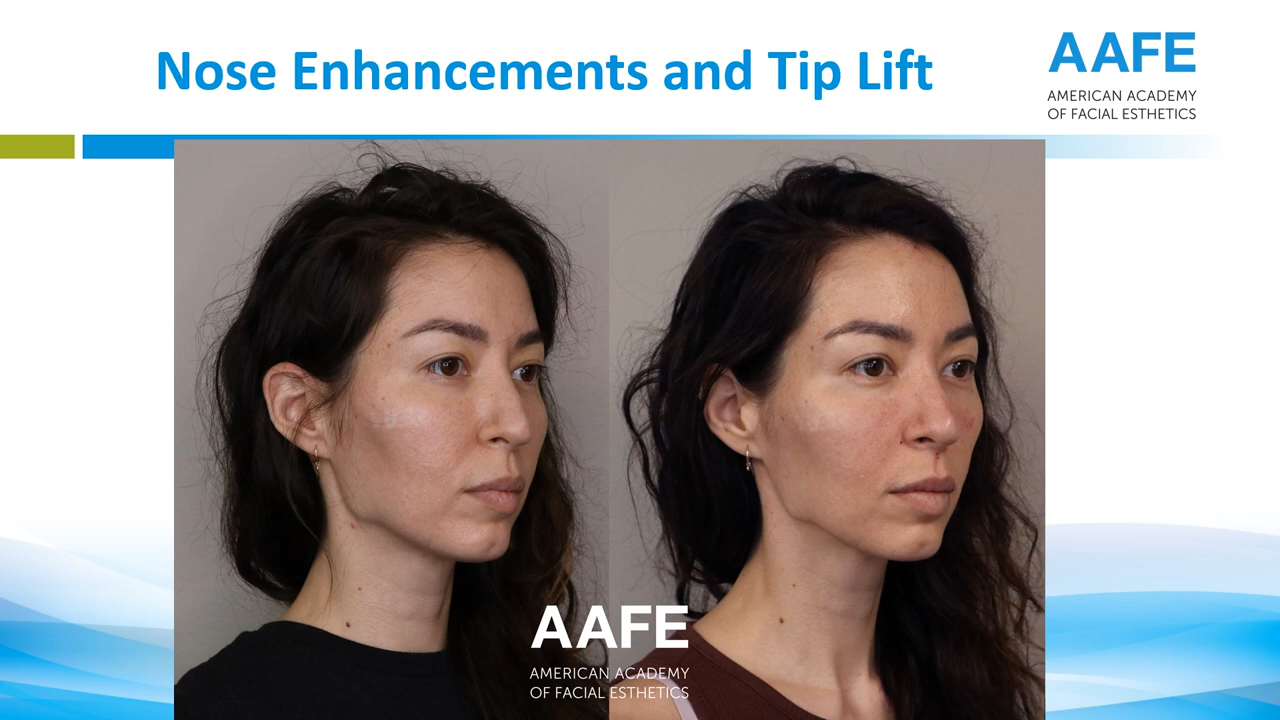 Nose Enhancements and Tip Lift
AAFE
AMERICAN ACADEMY
OF FACIAL ESTHETICS
AAFE
AMERICAN ACADEMY
OF FACIAL ESTHETICS